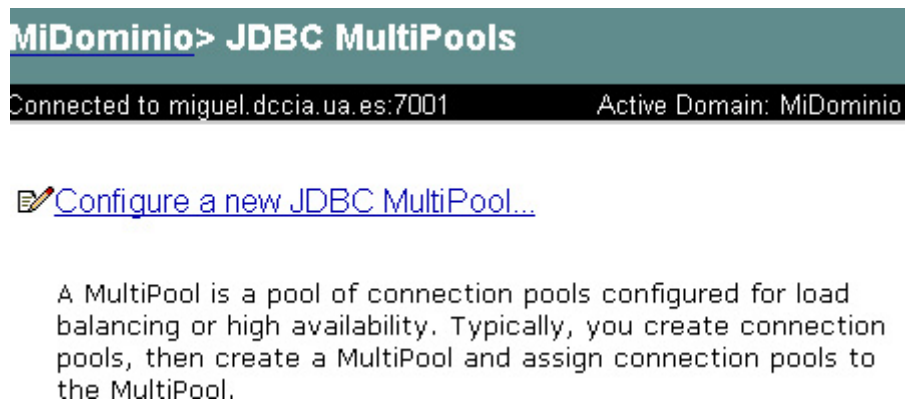 MiDominio> JDBC MultiPools
Connected to miguel.dccia.ua.es:7001 Active Domain: MiDominio
Configure a new JDBC MultiPool...
A MultiPool is a pool of connection pools configured for load
balancing or high availability. Typically, you create connection
pools, then create a MultiPool and assign connection pools to
the MultiPool.